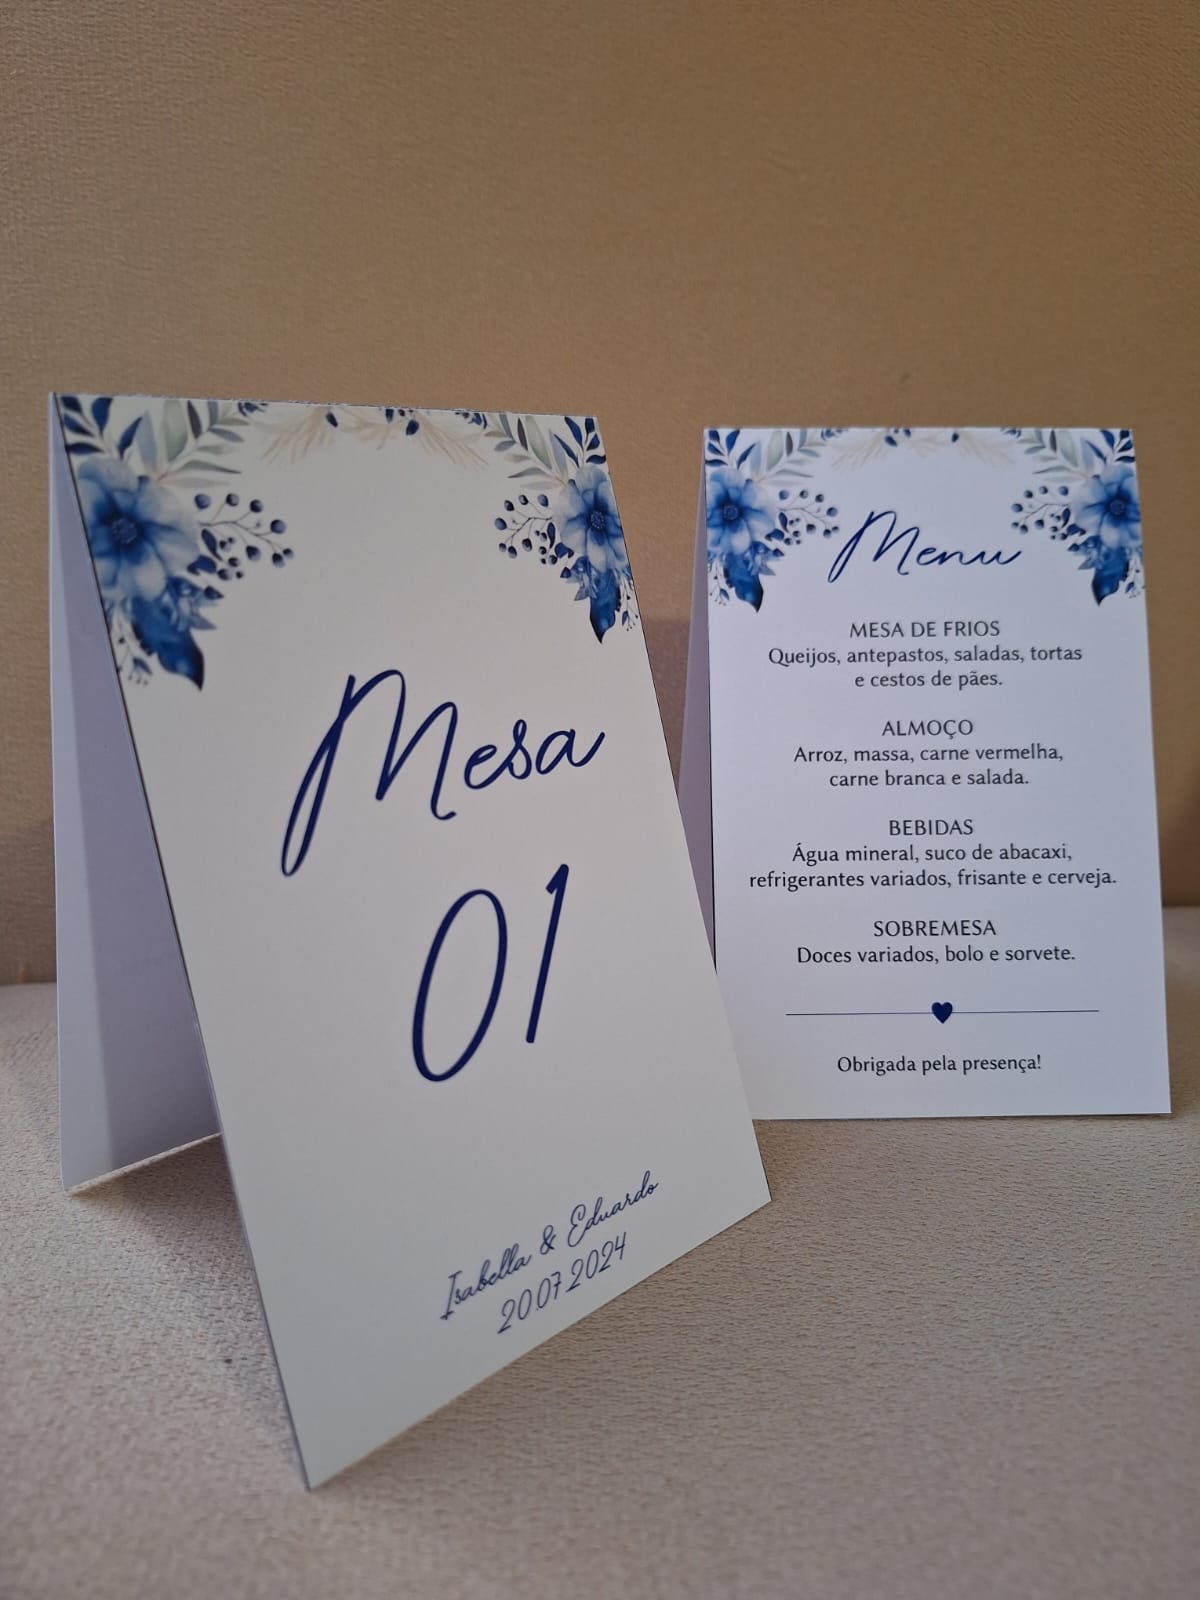 Mesa
01
Isabella & Eduardo
20.07.2024
Menu
MESA DE FRIOS
Queijos, antepastos, saladas, tortas
e cestos de pães.
ALMOÇO
Arroz, massa, carne vermelha,
carne branca e salada.
BEBIDAS
Água mineral, suco de abacaxi,
refrigerantes variados, frisante e cerveja.
SOBREMESA
Doces variados, bolo e sorvete.
Obrigada pela presença!